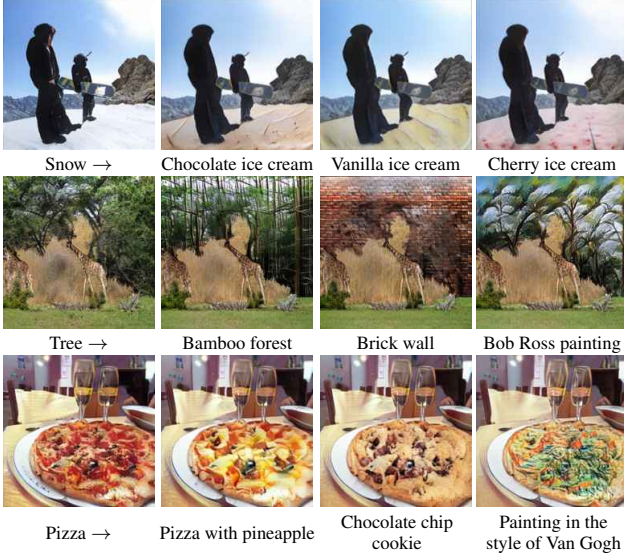 Snow → Chocolate ice cream Vanilla ice cream Cherry ice cream
Tree → Bamboo forest Brick wall Bob Ross painting
Pizza → Pizza with pineapple Chocolate chip cookie Painting in the style of Van Gogh